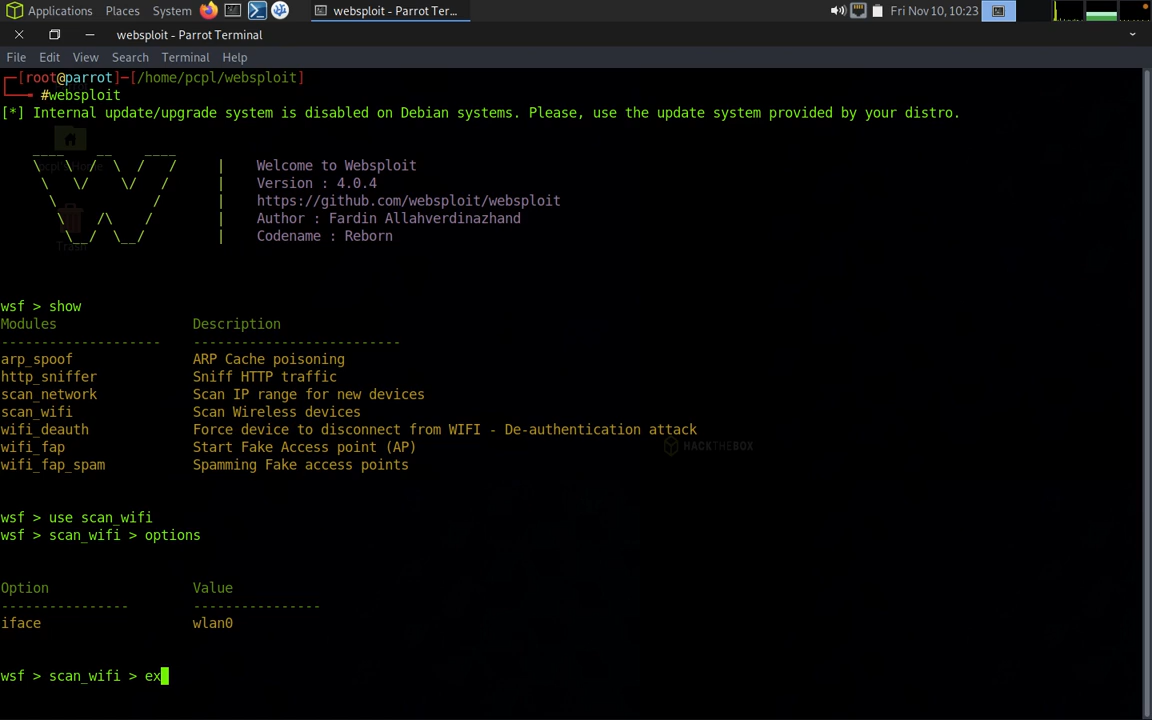 Applications Places System websploit - Parrot Ter... Fri Nov 10, 10:23
websploit - Parrot Terminal
File Edit View Search Terminal Help
┌─[root@parrot]─[/home/pcpl/websploit]
└──╼ #websploit
[*] Internal update/upgrade system is disabled on Debian systems. Please, use the update system provided by your distro.
Welcome to Websploit
Version : 4.0.4
https://github.com/websploit/websploit
Author : Fardin Allahverdinazhand
Codename : Reborn
Trash
wsf > show
Modules Description
-------------------- --------------------------
arp_spoof ARP Cache poisoning
http_sniffer Sniff HTTP traffic
scan_network Scan IP range for new devices
scan_wifi Scan Wireless devices
wifi_deauth Force device to disconnect from WIFI - De-authentication attack
wifi_fap Start Fake Access point (AP)
wifi_fap_spam Spamming Fake access points
HACKTHEBOX
wsf > use scan_wifi
wsf > scan_wifi > options
Option Value
---------------- ----------------
iface wlan0
wsf > scan_wifi > ex